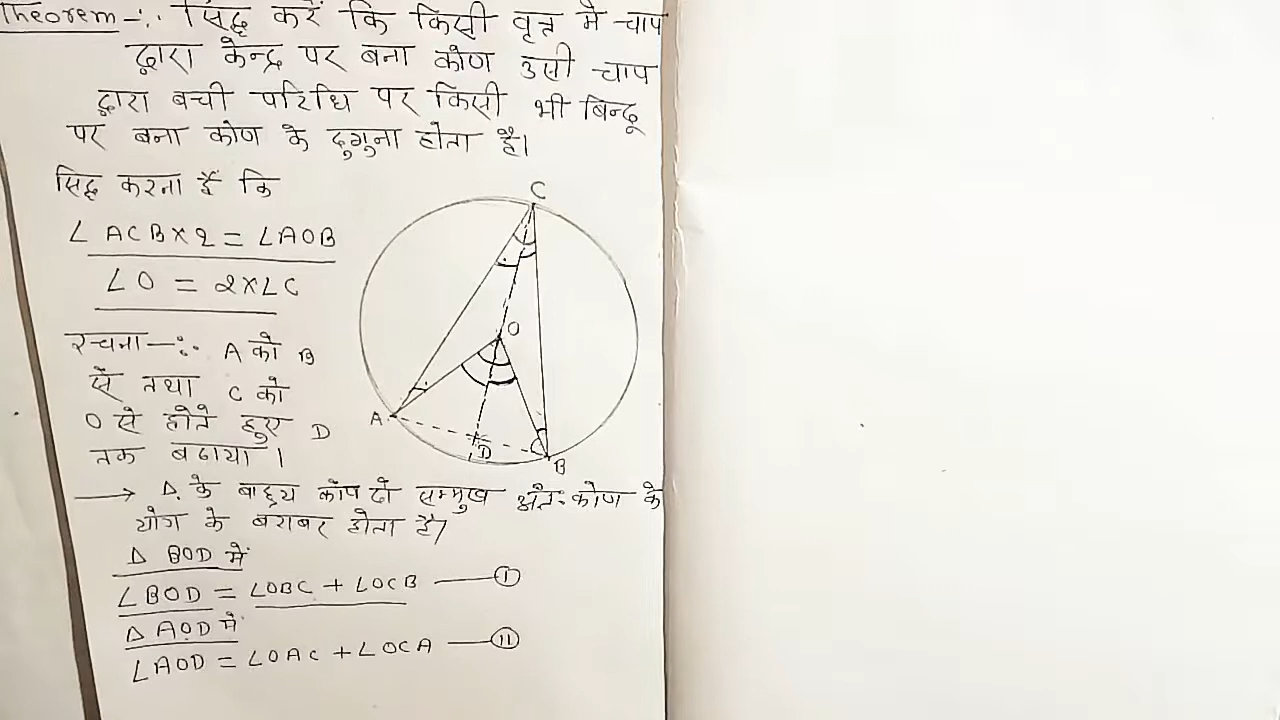 Theorem -:. सिद्ध करें कि किसी वृत्त में चाप
द्वारा केन्द्र पर बना कोण उसी चाप
द्वारा बची परिधि पर किसी भी बिन्दू
पर बना कोण के दुगुना होता है।
सिद्ध करना है कि
∠ ACB × 2 = ∠AOB
∠O = 2×∠C
रचना -:. A को B
से तथा C को
O से होते हुए D
तक बढाया।
C
O
A
D
B
→ Δ के बाह्य कोण दो सम्मुख अंतः कोण के
योग के बराबर होता है,
Δ BOD में
∠BOD = ∠OBC + ∠OCB — I
Δ AOD में
∠AOD = ∠OAC + ∠OCA — II